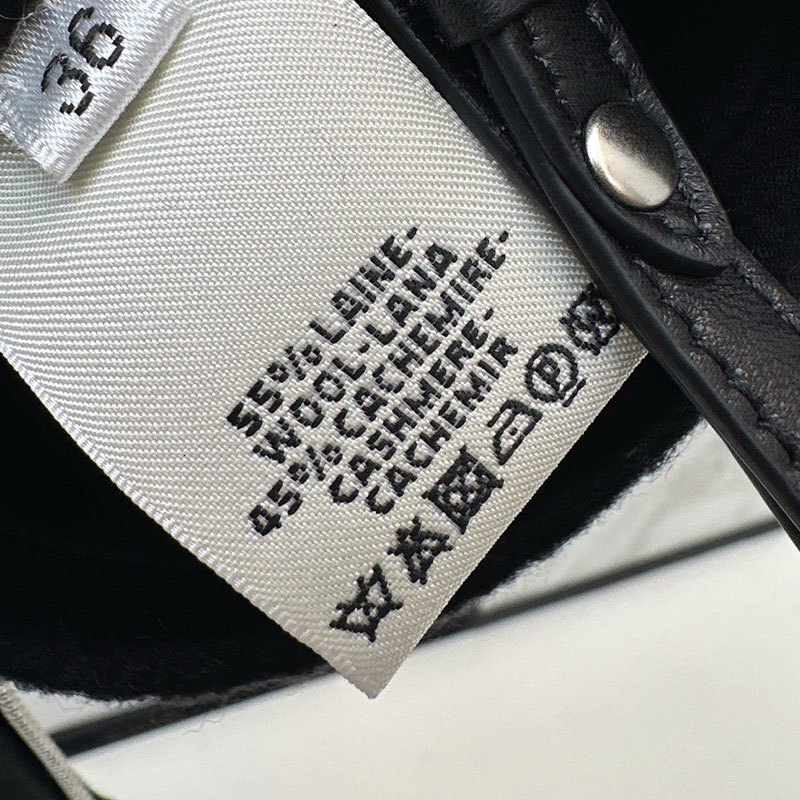 36
55% LAINE-
WOOL-LANA
45% CACHEMIRE-
CASHMERE-
CACHEMIR
P
W